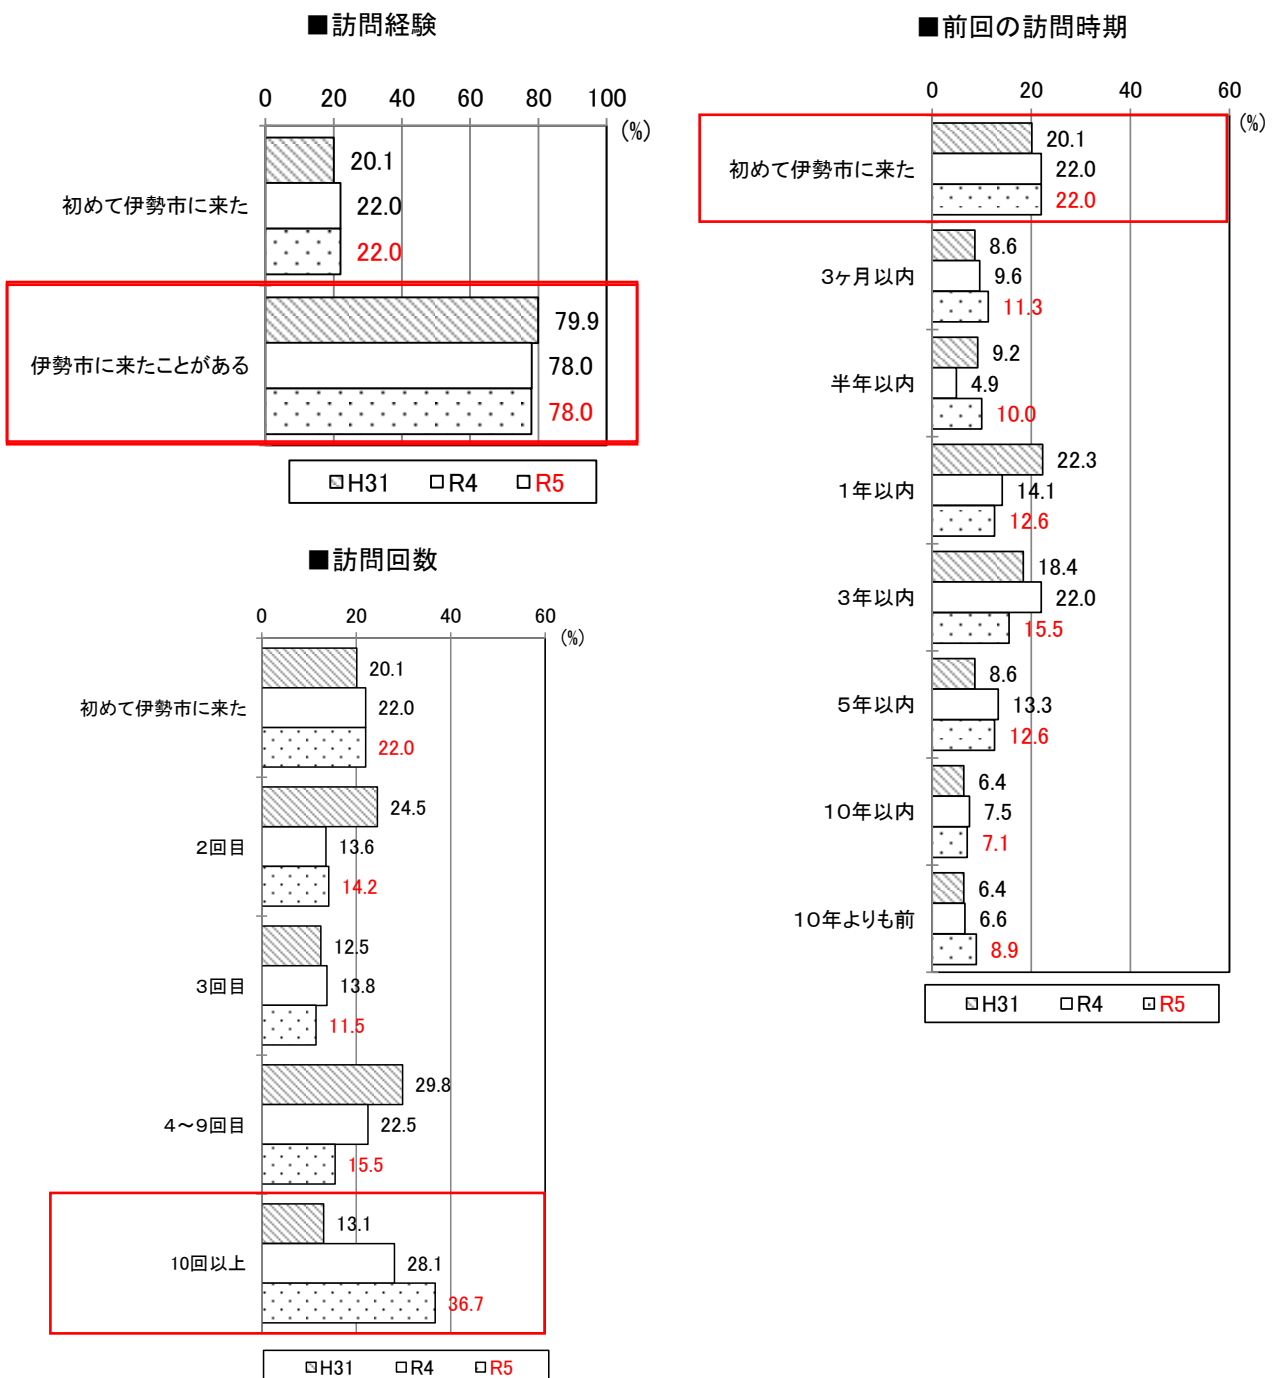 ■訪問経験
0 20 40 60 80 100
(%)
初めて伊勢市に来た
20.1
22.0
22.0
伊勢市に来たことがある
79.9
78.0
78.0
H31 R4 R5
■訪問回数
0 20 40 60
(%)
初めて伊勢市に来た
20.1
22.0
22.0
2回目
24.5
13.6
14.2
3回目
12.5
13.8
11.5
4~9回目
29.8
22.5
15.5
10回以上
13.1
28.1
36.7
H31 R4 R5
■前回の訪問時期
0 20 40 60
(%)
初めて伊勢市に来た
20.1
22.0
22.0
3ヶ月以内
8.6
9.6
11.3
半年以内
9.2
4.9
10.0
1年以内
22.3
14.1
12.6
3年以内
18.4
22.0
15.5
5年以内
8.6
13.3
12.6
10年以内
6.4
7.5
7.1
10年よりも前
6.4
6.6
8.9
H31 R4 R5